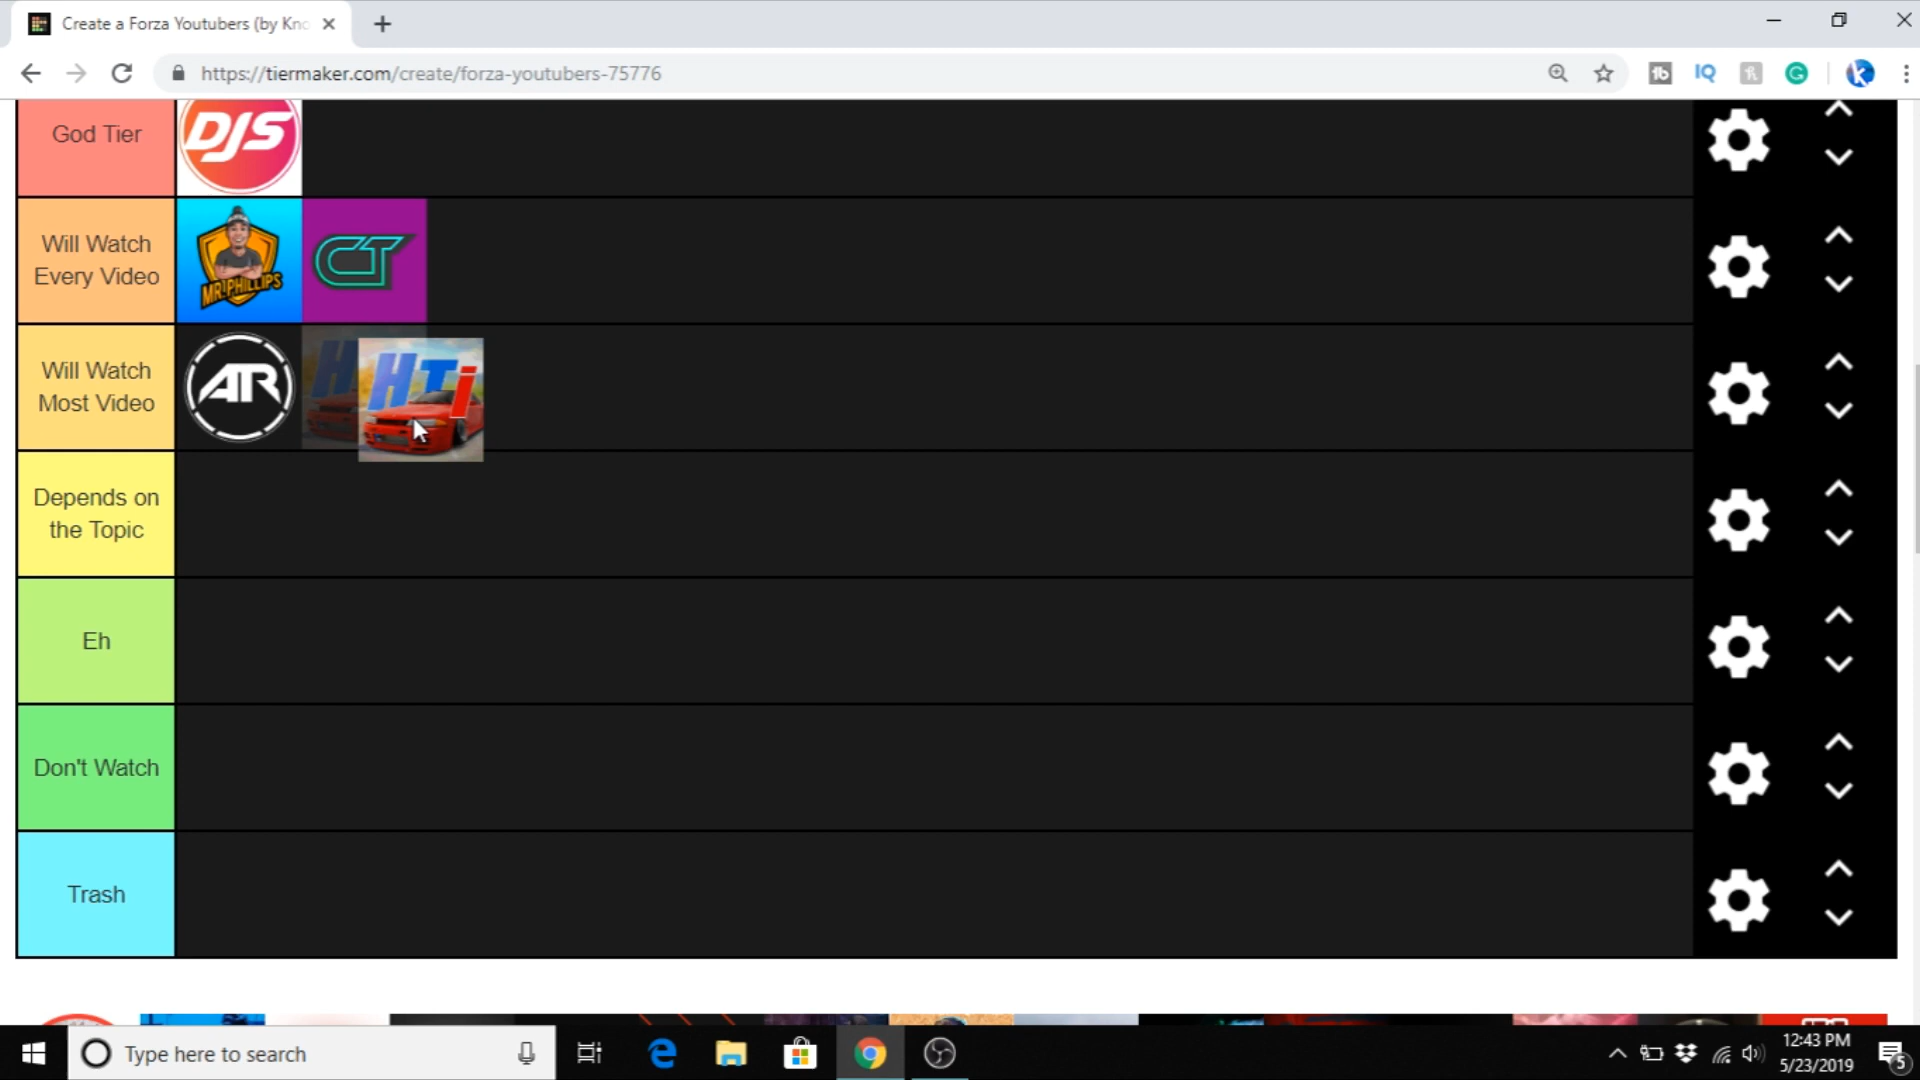 Create a Forza Youtubers (by Kno
https://tiermaker.com/create/forza-youtubers-75776
IQ
God Tier
DJS
Will Watch
Every Video
MR.PHILLIPS
CT
Will Watch
Most Video
AR
HTi
Depends on
the Topic
Eh
Don't Watch
Trash
Type here to search
12:43 PM
5/23/2019
5